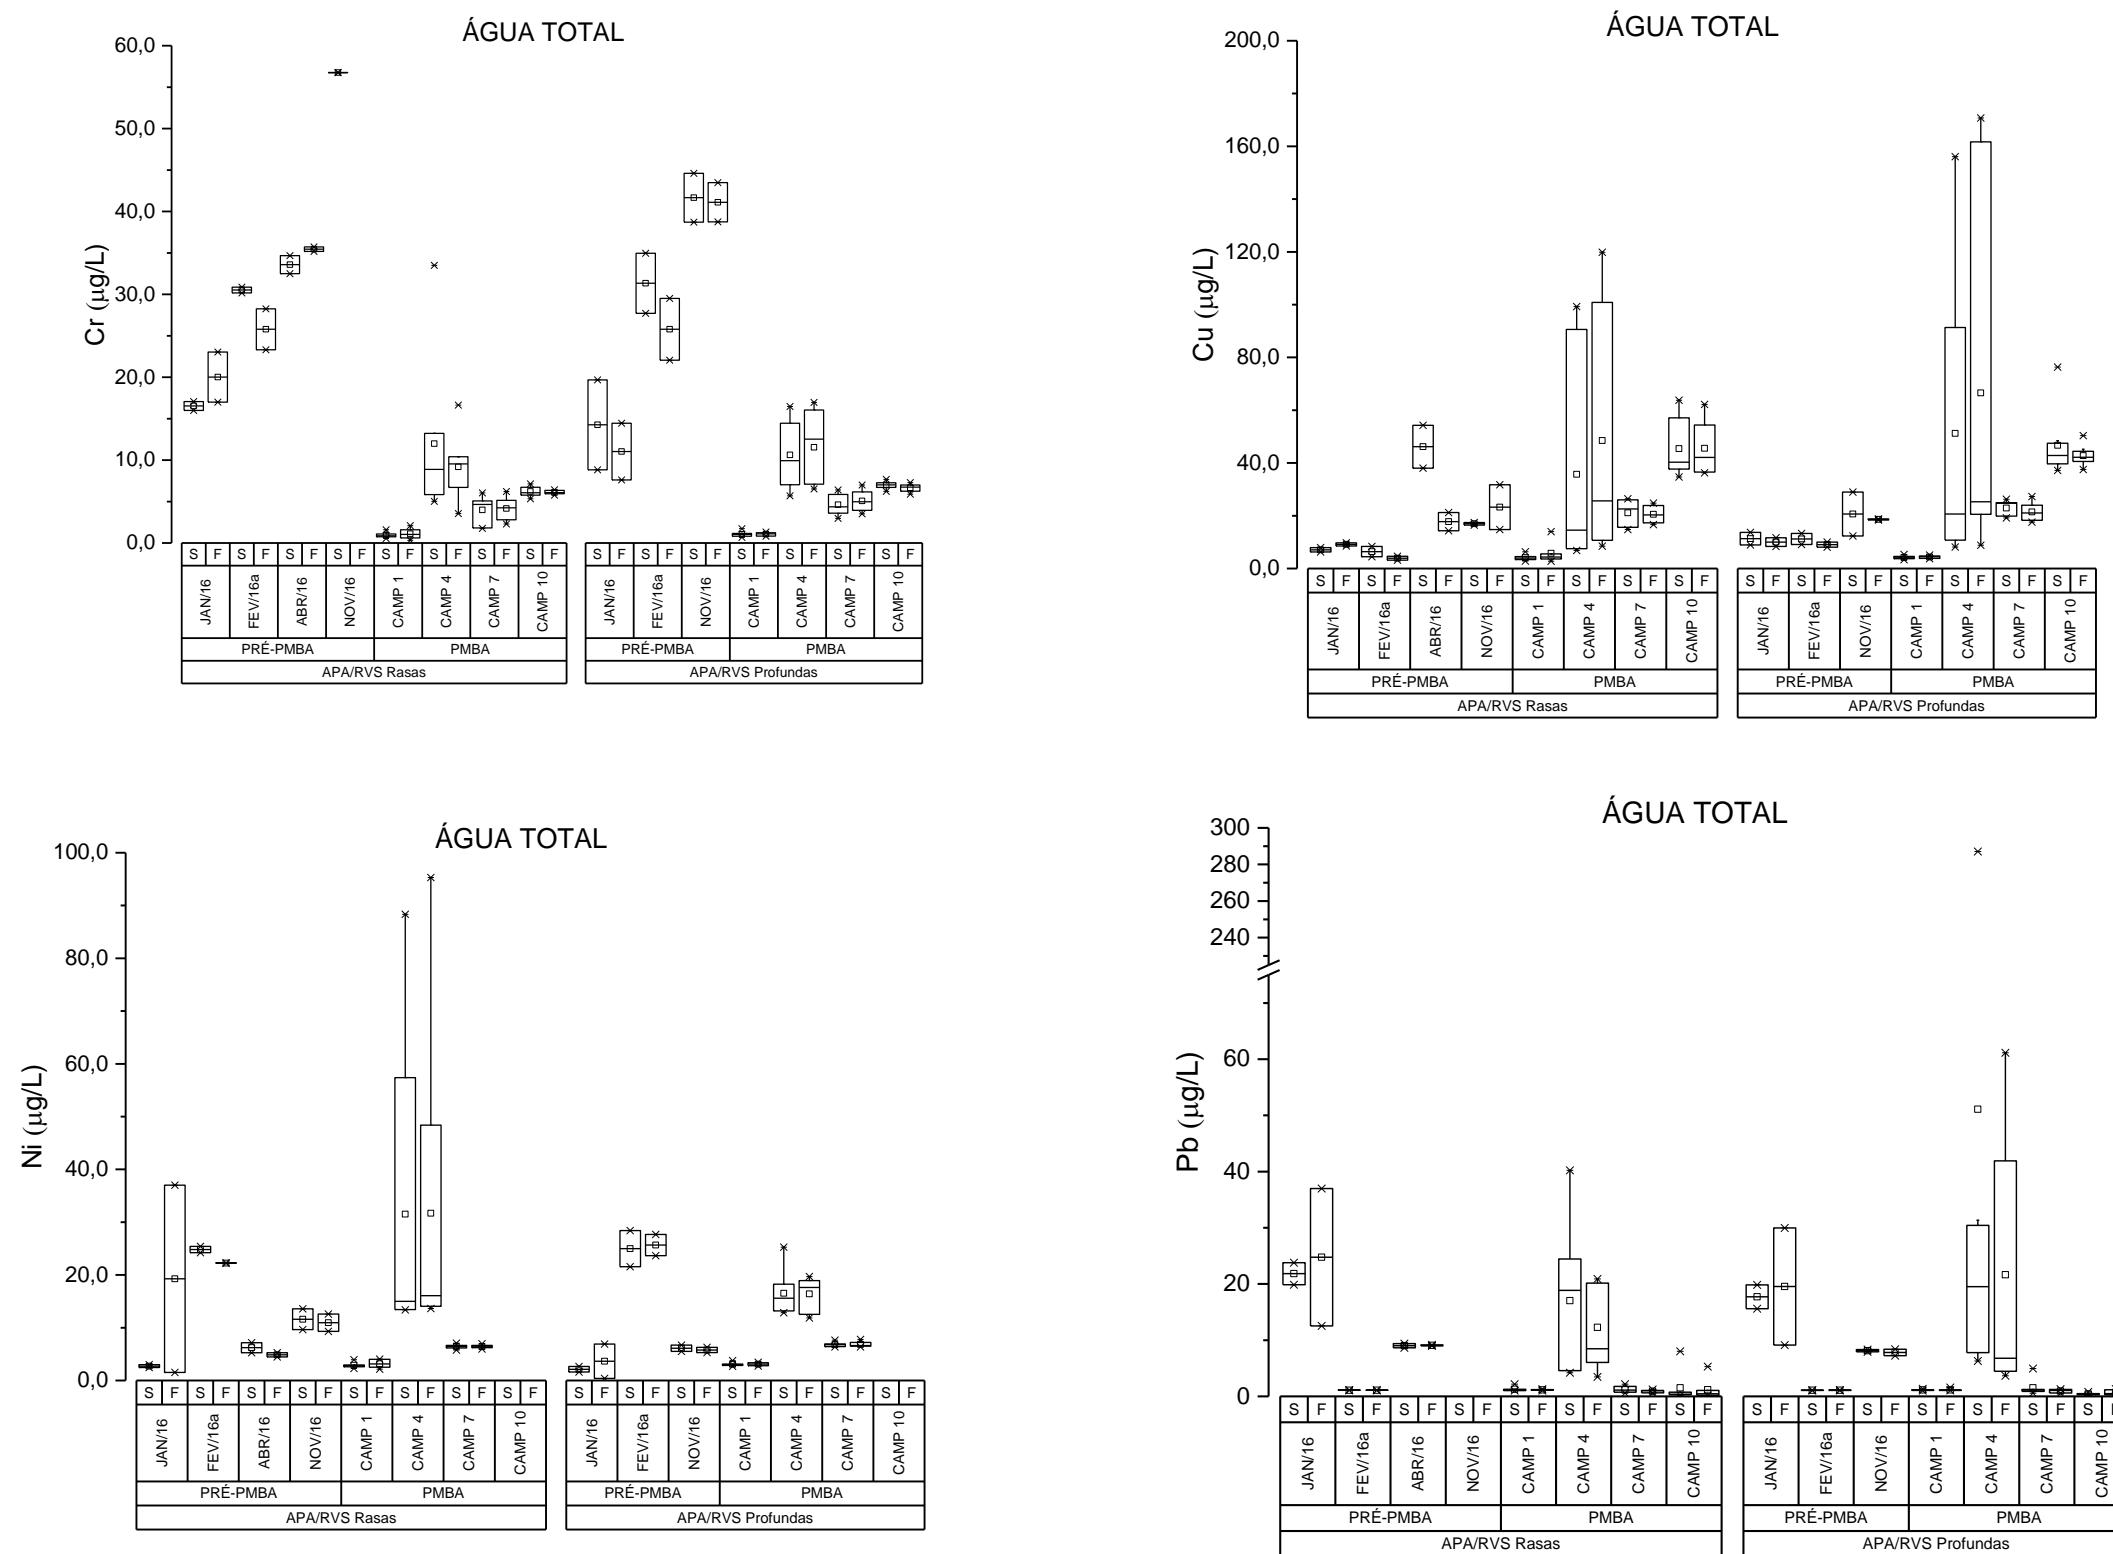 ÁGUA TOTAL
60,0
50,0
40,0
30,0
20,0
10,0
0,0
Cr (μg/L)
S F S F S F S F S F S F S F S F
JAN/16 FEV/16a ABR/16 NOV/16 CAMP 1 CAMP 4 CAMP 7 CAMP 10
PRÉ-PMBA PMBA
APA/RVS Rasas
S F S F S F S F S F S F S F
JAN/16 FEV/16a NOV/16 CAMP 1 CAMP 4 CAMP 7 CAMP 10
PRÉ-PMBA PMBA
APA/RVS Profundas
ÁGUA TOTAL
200,0
160,0
120,0
80,0
40,0
0,0
Cu (μg/L)
S F S F S F S F S F S F S F S F
JAN/16 FEV/16a ABR/16 NOV/16 CAMP 1 CAMP 4 CAMP 7 CAMP 10
PRÉ-PMBA PMBA
APA/RVS Rasas
S F S F S F S F S F S F S F
JAN/16 FEV/16a NOV/16 CAMP 1 CAMP 4 CAMP 7 CAMP 10
PRÉ-PMBA PMBA
APA/RVS Profundas
ÁGUA TOTAL
100,0
80,0
60,0
40,0
20,0
0,0
Ni (μg/L)
S F S F S F S F S F S F S F S F
JAN/16 FEV/16a ABR/16 NOV/16 CAMP 1 CAMP 4 CAMP 7 CAMP 10
PRÉ-PMBA PMBA
APA/RVS Rasas
S F S F S F S F S F S F S F
JAN/16 FEV/16a NOV/16 CAMP 1 CAMP 4 CAMP 7 CAMP 10
PRÉ-PMBA PMBA
APA/RVS Profundas
ÁGUA TOTAL
300
280
260
240
60
40
20
0
Pb (μg/L)
S F S F S F S F S F S F S F S F
JAN/16 FEV/16a ABR/16 NOV/16 CAMP 1 CAMP 4 CAMP 7 CAMP 10
PRÉ-PMBA PMBA
APA/RVS Rasas
S F S F S F S F S F S F S
JAN/16 FEV/16a NOV/16 CAMP 1 CAMP 4 CAMP 7 CAMP 10
PRÉ-PMBA PMBA
APA/RVS Profundas